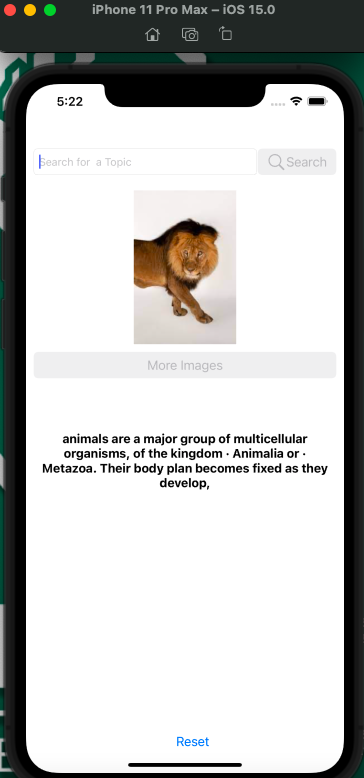 iPhone 11 Pro Max – iOS 15.0
5:22
Search for  a Topic
Search
More Images
animals are a major group of multicellular
organisms, of the kingdom · Animalia or ·
Metazoa. Their body plan becomes fixed as they
develop,
Reset